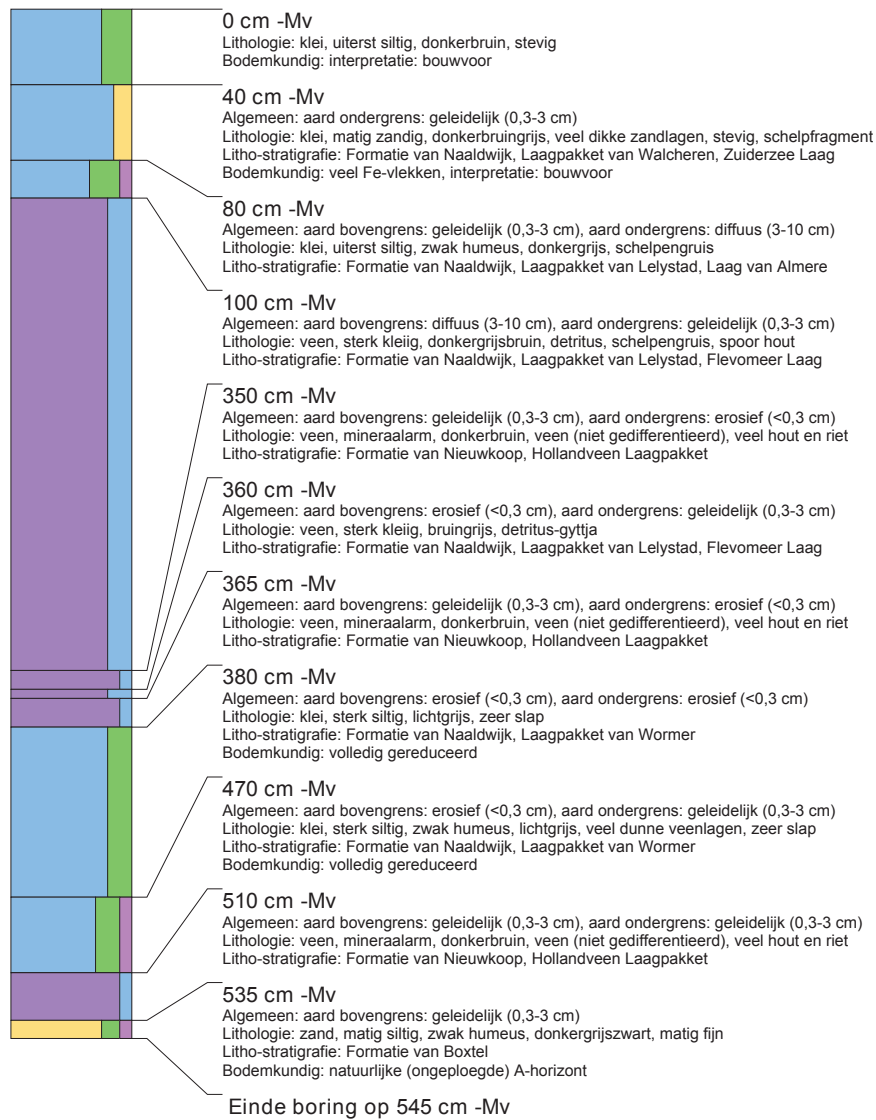 0 cm -Mv
Lithologie: klei, uiterst siltig, donkerbruin, stevig
Bodemkundig: interpretatie: bouwvoor
40 cm -Mv
Algemeen: aard ondergrens: geleidelijk (0,3-3 cm)
Lithologie: klei, matig zandig, donkerbruingrijs, veel dikke zandlagen, stevig, schelpfragment
Litho-stratigrafie: Formatie van Naaldwijk, Laagpakket van Walcheren, Zuiderzee Laag
Bodemkundig: veel Fe-vlekken, interpretatie: bouwvoor
80 cm -Mv
Algemeen: aard bovengrens: geleidelijk (0,3-3 cm), aard ondergrens: diffuus (3-10 cm)
Lithologie: klei, uiterst siltig, zwak humeus, donkergrijs, schelpengruis
Litho-stratigrafie: Formatie van Naaldwijk, Laagpakket van Lelystad, Laag van Almere
100 cm -Mv
Algemeen: aard bovengrens: diffuus (3-10 cm), aard ondergrens: geleidelijk (0,3-3 cm)
Lithologie: veen, sterk kleiig, donkergrijsbruin, detritus, schelpengruis, spoor hout
Litho-stratigrafie: Formatie van Naaldwijk, Laagpakket van Lelystad, Flevomeer Laag
350 cm -Mv
Algemeen: aard bovengrens: geleidelijk (0,3-3 cm), aard ondergrens: erosief (<0,3 cm)
Lithologie: veen, mineraalarm, donkerbruin, veen (niet gedifferentieerd), veel hout en riet
Litho-stratigrafie: Formatie van Nieuwkoop, Hollandveen Laagpakket
360 cm -Mv
Algemeen: aard bovengrens: erosief (<0,3 cm), aard ondergrens: geleidelijk (0,3-3 cm)
Lithologie: veen, sterk kleiig, bruingrijs, detritus-gyttja
Litho-stratigrafie: Formatie van Naaldwijk, Laagpakket van Lelystad, Flevomeer Laag
365 cm -Mv
Algemeen: aard bovengrens: geleidelijk (0,3-3 cm), aard ondergrens: erosief (<0,3 cm)
Lithologie: veen, mineraalarm, donkerbruin, veen (niet gedifferentieerd), veel hout en riet
Litho-stratigrafie: Formatie van Nieuwkoop, Hollandveen Laagpakket
380 cm -Mv
Algemeen: aard bovengrens: erosief (<0,3 cm), aard ondergrens: erosief (<0,3 cm)
Lithologie: klei, sterk siltig, lichtgrijs, zeer slap
Litho-stratigrafie: Formatie van Naaldwijk, Laagpakket van Wormer
Bodemkundig: volledig gereduceerd
470 cm -Mv
Algemeen: aard bovengrens: erosief (<0,3 cm), aard ondergrens: geleidelijk (0,3-3 cm)
Lithologie: klei, sterk siltig, zwak humeus, lichtgrijs, veel dunne veenlagen, zeer slap
Litho-stratigrafie: Formatie van Naaldwijk, Laagpakket van Wormer
Bodemkundig: volledig gereduceerd
510 cm -Mv
Algemeen: aard bovengrens: geleidelijk (0,3-3 cm), aard ondergrens: geleidelijk (0,3-3 cm)
Lithologie: veen, mineraalarm, donkerbruin, veen (niet gedifferentieerd), veel hout en riet
Litho-stratigrafie: Formatie van Nieuwkoop, Hollandveen Laagpakket
535 cm -Mv
Algemeen: aard bovengrens: geleidelijk (0,3-3 cm)
Lithologie: zand, matig siltig, zwak humeus, donkergrijszwart, matig fijn
Litho-stratigrafie: Formatie van Boxtel
Bodemkundig: natuurlijke (ongeploegde) A-horizont
Einde boring op 545 cm -Mv